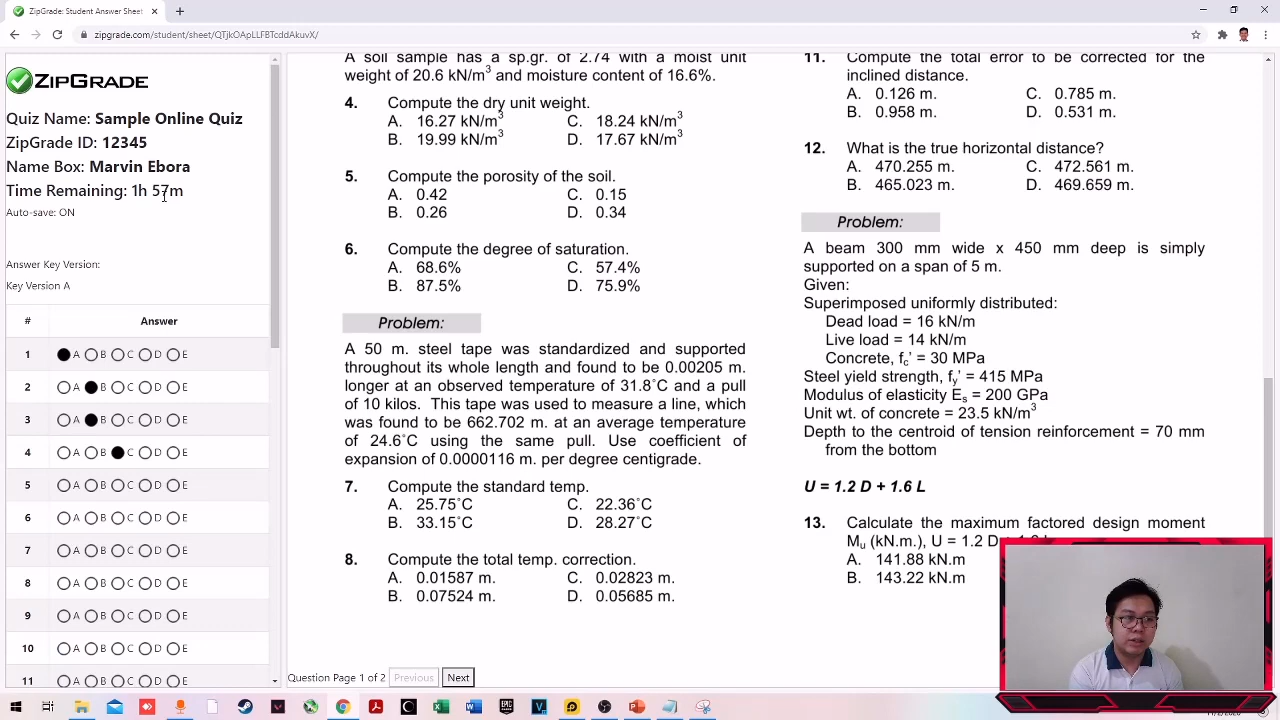 ZipGrade: Student Answer Sheet
zipgrade.com/student/sheet/QTjkOApLLFBTcddAkuvX/
ZIPGRADE
Quiz Name: Sample Online Quiz
ZipGrade ID: 12345
Name Box: Marvin Ebora
Time Remaining: 1h 57m
Auto-save: ON
Answer Key Version:
Key Version A
# Answer
1 A B C D E
2 A B C D E
3 A B C D E
4 A B C D E
5 A B C D E
6 A B C D E
7 A B C D E
8 A B C D E
9 A B C D E
10 A B C D E
11 A B C D E
A soil sample has a sp.gr. of 2.74 with a moist unit
weight of 20.6 kN/m³ and moisture content of 16.6%.
4. Compute the dry unit weight.
A. 16.27 kN/m³ C. 18.24 kN/m³
B. 19.99 kN/m³ D. 17.67 kN/m³
5. Compute the porosity of the soil.
A. 0.42 C. 0.15
B. 0.26 D. 0.34
6. Compute the degree of saturation.
A. 68.6% C. 57.4%
B. 87.5% D. 75.9%
Problem:
A 50 m. steel tape was standardized and supported
throughout its whole length and found to be 0.00205 m.
longer at an observed temperature of 31.8˚C and a pull
of 10 kilos. This tape was used to measure a line, which
was found to be 662.702 m. at an average temperature
of 24.6˚C using the same pull. Use coefficient of
expansion of 0.0000116 m. per degree centigrade.
7. Compute the standard temp.
A. 25.75˚C C. 22.36˚C
B. 33.15˚C D. 28.27˚C
8. Compute the total temp. correction.
A. 0.01587 m. C. 0.02823 m.
B. 0.07524 m. D. 0.05685 m.
Question Page 1 of 2 Previous Next
11. Compute the total error to be corrected for the
inclined distance.
A. 0.126 m. C. 0.785 m.
B. 0.958 m. D. 0.531 m.
12. What is the true horizontal distance?
A. 470.255 m. C. 472.561 m.
B. 465.023 m. D. 469.659 m.
Problem:
A beam 300 mm wide x 450 mm deep is simply
supported on a span of 5 m.
Given:
Superimposed uniformly distributed:
Dead load = 16 kN/m
Live load = 14 kN/m
Concrete, fc' = 30 MPa
Steel yield strength, fy' = 415 MPa
Modulus of elasticity Es = 200 GPa
Unit wt. of concrete = 23.5 kN/m³
Depth to the centroid of tension reinforcement = 70 mm
from the bottom
U = 1.2 D + 1.6 L
13. Calculate the maximum factored design moment
Mu (kN.m.), U = 1.2 D
A. 141.88 kN.m
B. 143.22 kN.m